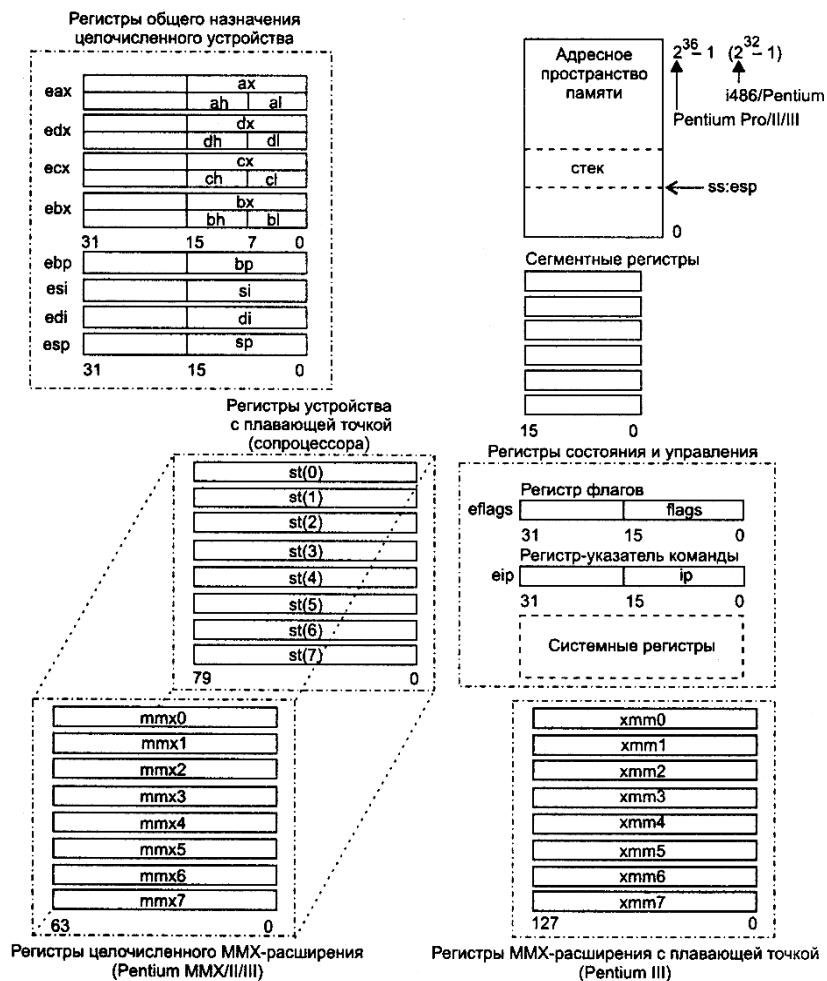 Регистры общего назначения
целочисленного устройства
eax
ax
ah al
edx
dx
dh dl
ecx
cx
ch cl
ebx
bx
bh bl
31 15 7 0
ebp bp
esi si
edi di
esp sp
31 15 0
Адресное
пространство
памяти
2^36 – 1 (2^32 – 1)
i486/Pentium
Pentium Pro/II/III
стек
ss:esp
0
Сегментные регистры
15 0
Регистры устройства
с плавающей точкой
(сопроцессора)
st(0)
st(1)
st(2)
st(3)
st(4)
st(5)
st(6)
st(7)
79 0
Регистры состояния и управления
Регистр флагов
eflags flags
31 15 0
Регистр-указатель команды
eip ip
31 15 0
Системные регистры
mmx0
mmx1
mmx2
mmx3
mmx4
mmx5
mmx6
mmx7
63 0
Регистры целочисленного ММХ-расширения
(Pentium MMX/II/III)
xmm0
xmm1
xmm2
xmm3
xmm4
xmm5
xmm6
xmm7
127 0
Регистры ММХ-расширения с плавающей точкой
(Pentium III)